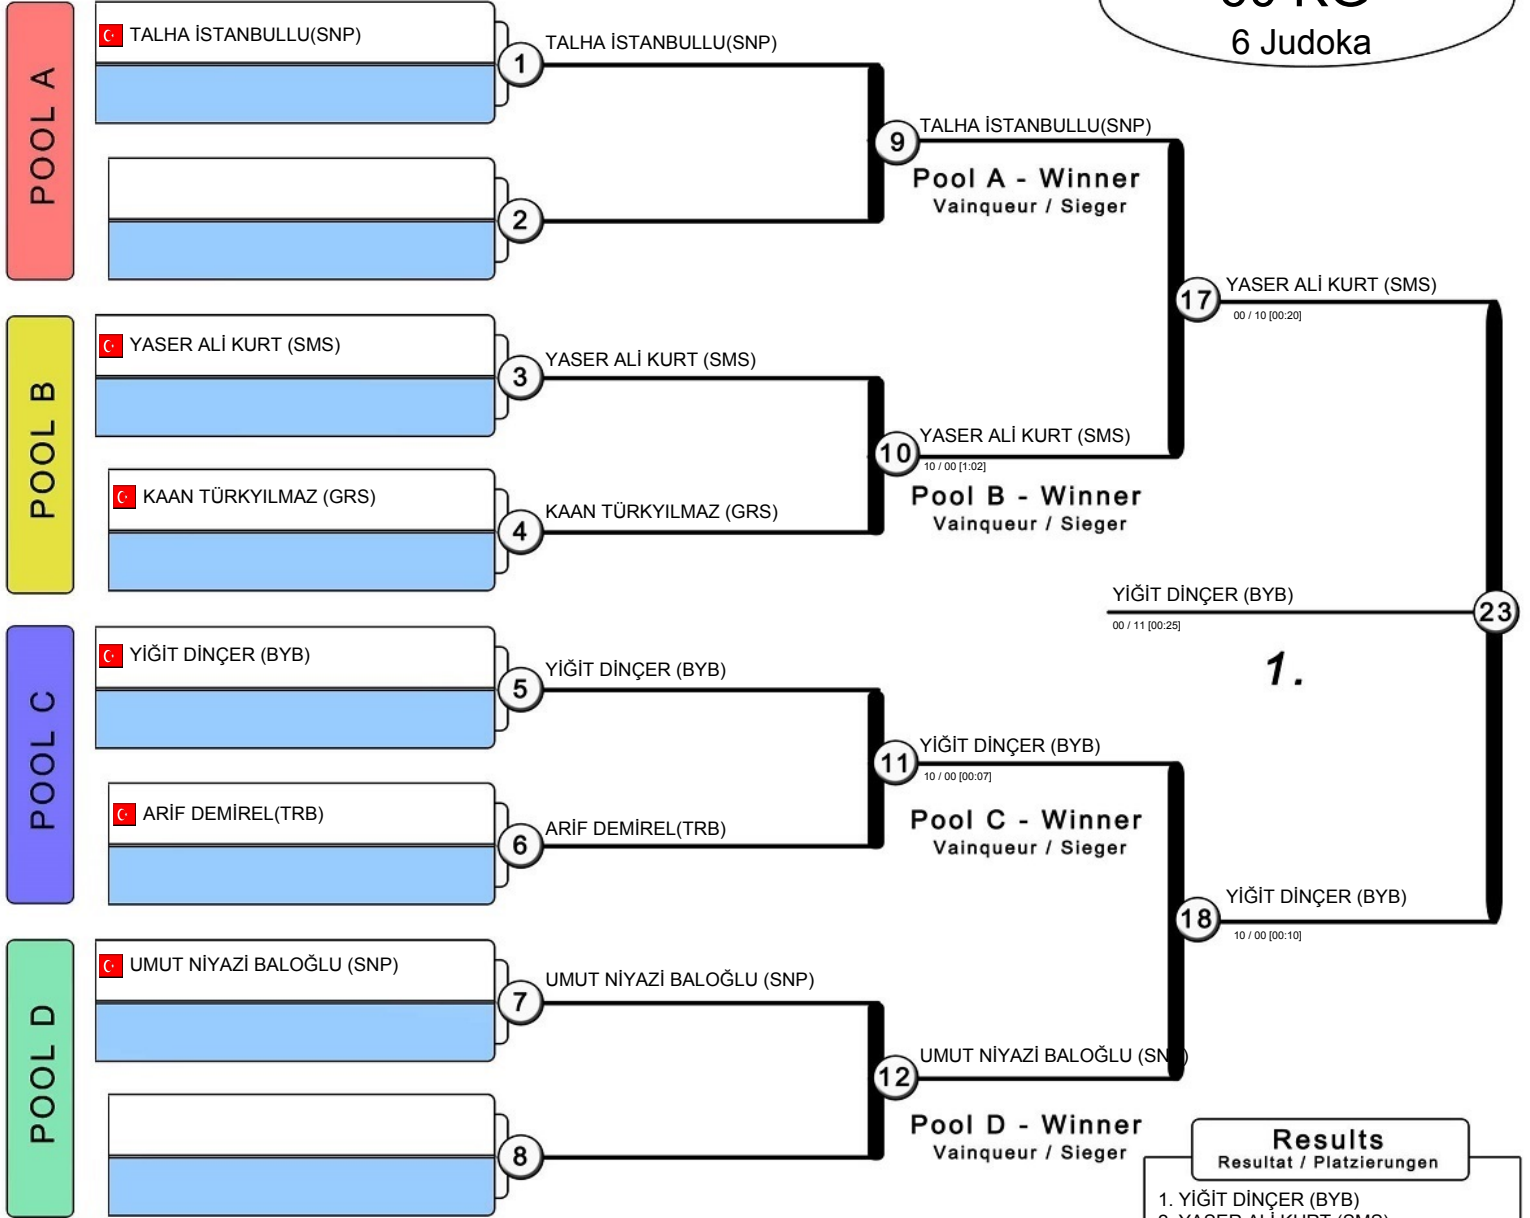 KG
6 Judoka
POOL A
TALHA İSTANBULLU(SNP)
1
TALHA İSTANBULLU(SNP)
2
9
TALHA İSTANBULLU(SNP)
Pool A - Winner
Vainqueur / Sieger
17
YASER ALİ KURT (SMS)
00 / 10 [00:20]
POOL B
YASER ALİ KURT (SMS)
3
YASER ALİ KURT (SMS)
KAAN TÜRKYILMAZ (GRS)
4
KAAN TÜRKYILMAZ (GRS)
10
YASER ALİ KURT (SMS)
10 / 00 [1:02]
Pool B - Winner
Vainqueur / Sieger
YİĞİT DİNÇER (BYB)
00 / 11 [00:25]
23
1.
POOL C
YİĞİT DİNÇER (BYB)
5
YİĞİT DİNÇER (BYB)
ARİF DEMİREL(TRB)
6
ARİF DEMİREL(TRB)
11
YİĞİT DİNÇER (BYB)
10 / 00 [00:07]
Pool C - Winner
Vainqueur / Sieger
18
YİĞİT DİNÇER (BYB)
10 / 00 [00:10]
POOL D
UMUT NİYAZİ BALOĞLU (SNP)
7
UMUT NİYAZİ BALOĞLU (SNP)
8
12
UMUT NİYAZİ BALOĞLU (SNP)
Pool D - Winner
Vainqueur / Sieger
Results
Resultat / Platzierungen
1. YİĞİT DİNÇER (BYB)
2. YASER ALİ KURT (SMS)